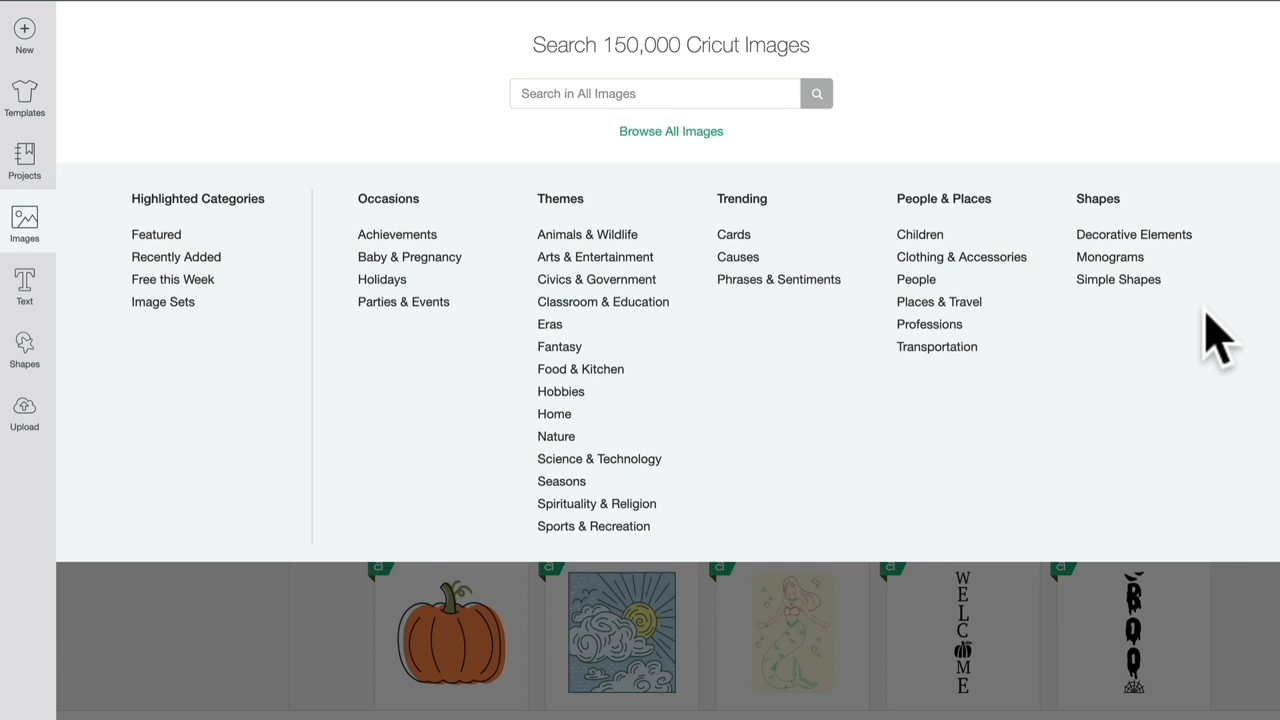 New
Templates
Projects
Images
Text
Shapes
Upload
Search 150,000 Cricut Images
Search in All Images
Browse All Images
Highlighted Categories
Featured
Recently Added
Free this Week
Image Sets
Occasions
Achievements
Baby & Pregnancy
Holidays
Parties & Events
Themes
Animals & Wildlife
Arts & Entertainment
Civics & Government
Classroom & Education
Eras
Fantasy
Food & Kitchen
Hobbies
Home
Nature
Science & Technology
Seasons
Spirituality & Religion
Sports & Recreation
Trending
Cards
Causes
Phrases & Sentiments
People & Places
Children
Clothing & Accessories
People
Places & Travel
Professions
Transportation
Shapes
Decorative Elements
Monograms
Simple Shapes
WELCOME
BOO